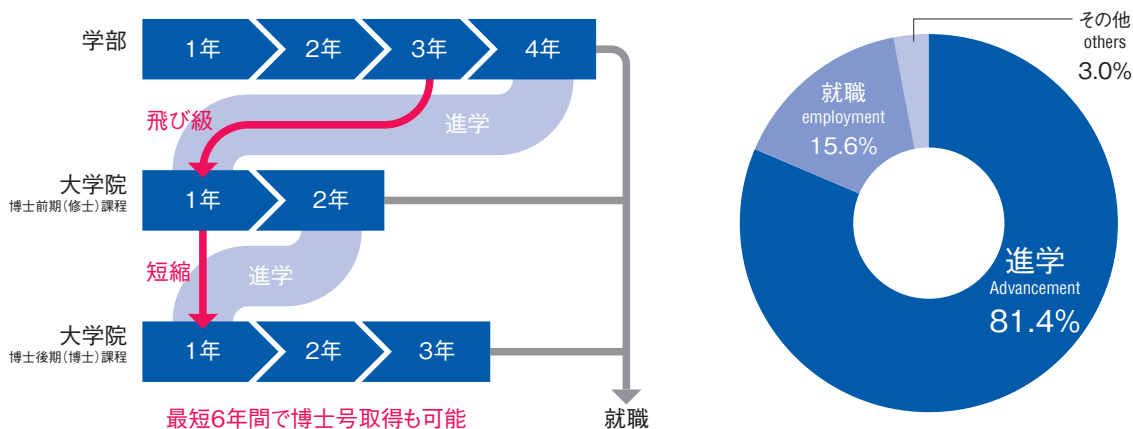 学部
1年
2年
3年
4年
飛び級
進学
大学院
博士前期(修士)課程
1年
2年
短縮
進学
大学院
博士後期(博士)課程
1年
2年
3年
最短6年間で博士号取得も可能
就職
その他
others
3.0%
就職
employment
15.6%
進学
Advancement
81.4%